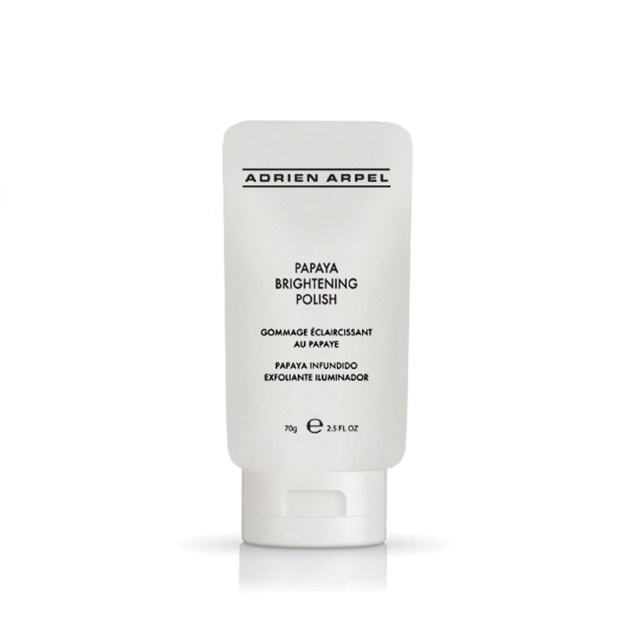 ADRIEN ARPEL
PAPAYA
BRIGHTENING
POLISH
GOMMAGE ÉCLAIRCISSANT
AU PAPAYE
PAPAYA INFUNDIDO
EXFOLIANTE ILUMINADOR
70g e 2.5 FL OZ